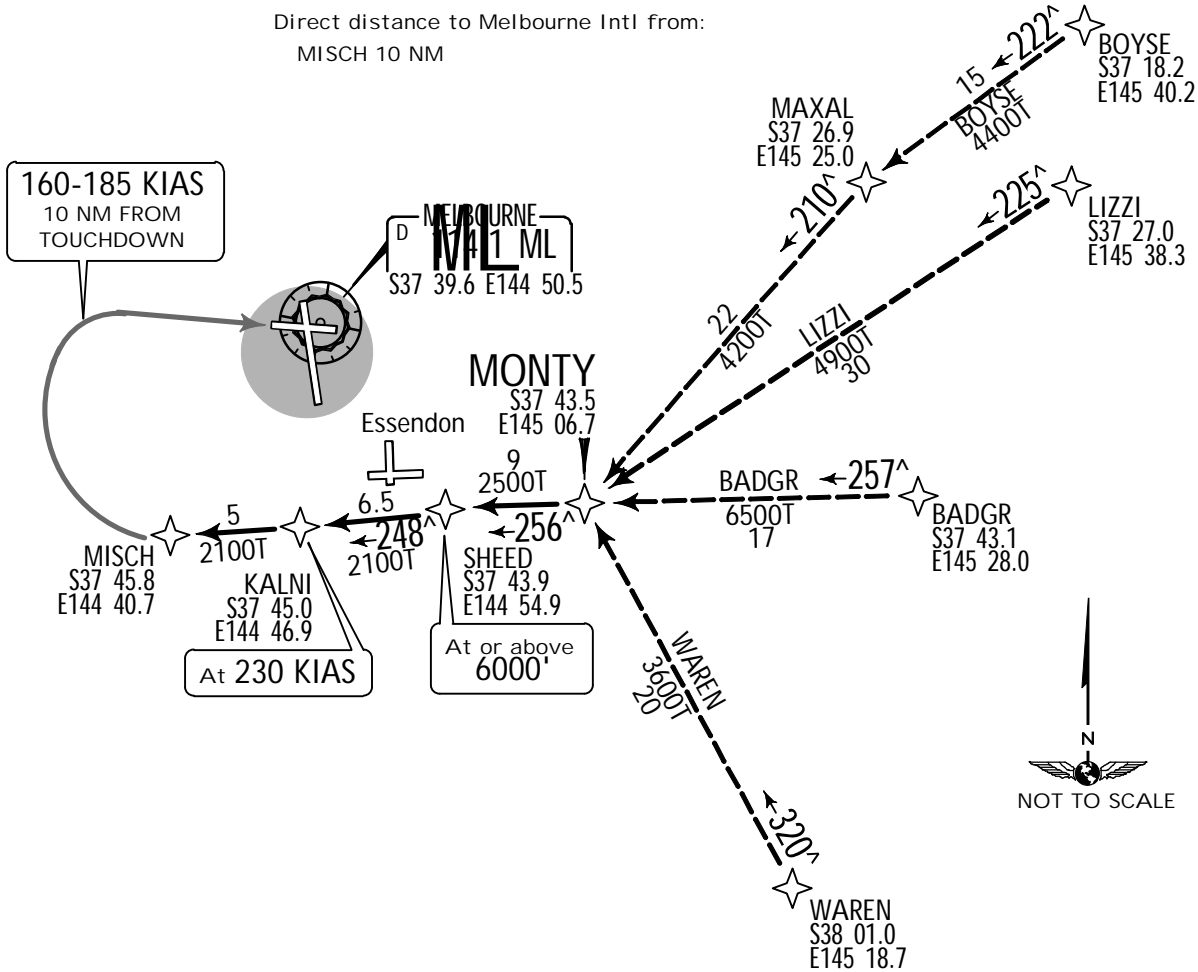 Direct distance to Melbourne Intl from:
MISCH 10 NM
←222^
BOYSE
S37 18.2
E145 40.2
15
BOYSE
4400T
MAXAL
S37 26.9
E145 25.0
←210^
22
4200T
←225^
LIZZI
S37 27.0
E145 38.3
LIZZI
4900T
30
160-185 KIAS
10 NM FROM
TOUCHDOWN
MELBOURNE
D ML
ML
S37 39.6 E144 50.5
MONTY
S37 43.5
E145 06.7
Essendon
9
2500T
←256^
BADGR
←257^
6500T
17
BADGR
S37 43.1
E145 28.0
6.5
←248^
2100T
SHEED
S37 43.9
E144 54.9
At or above
6000'
5
2100T
KALNI
S37 45.0
E144 46.9
At 230 KIAS
MISCH
S37 45.8
E144 40.7
WAREN
3600T
20
←320^
WAREN
S38 01.0
E145 18.7
N
NOT TO SCALE